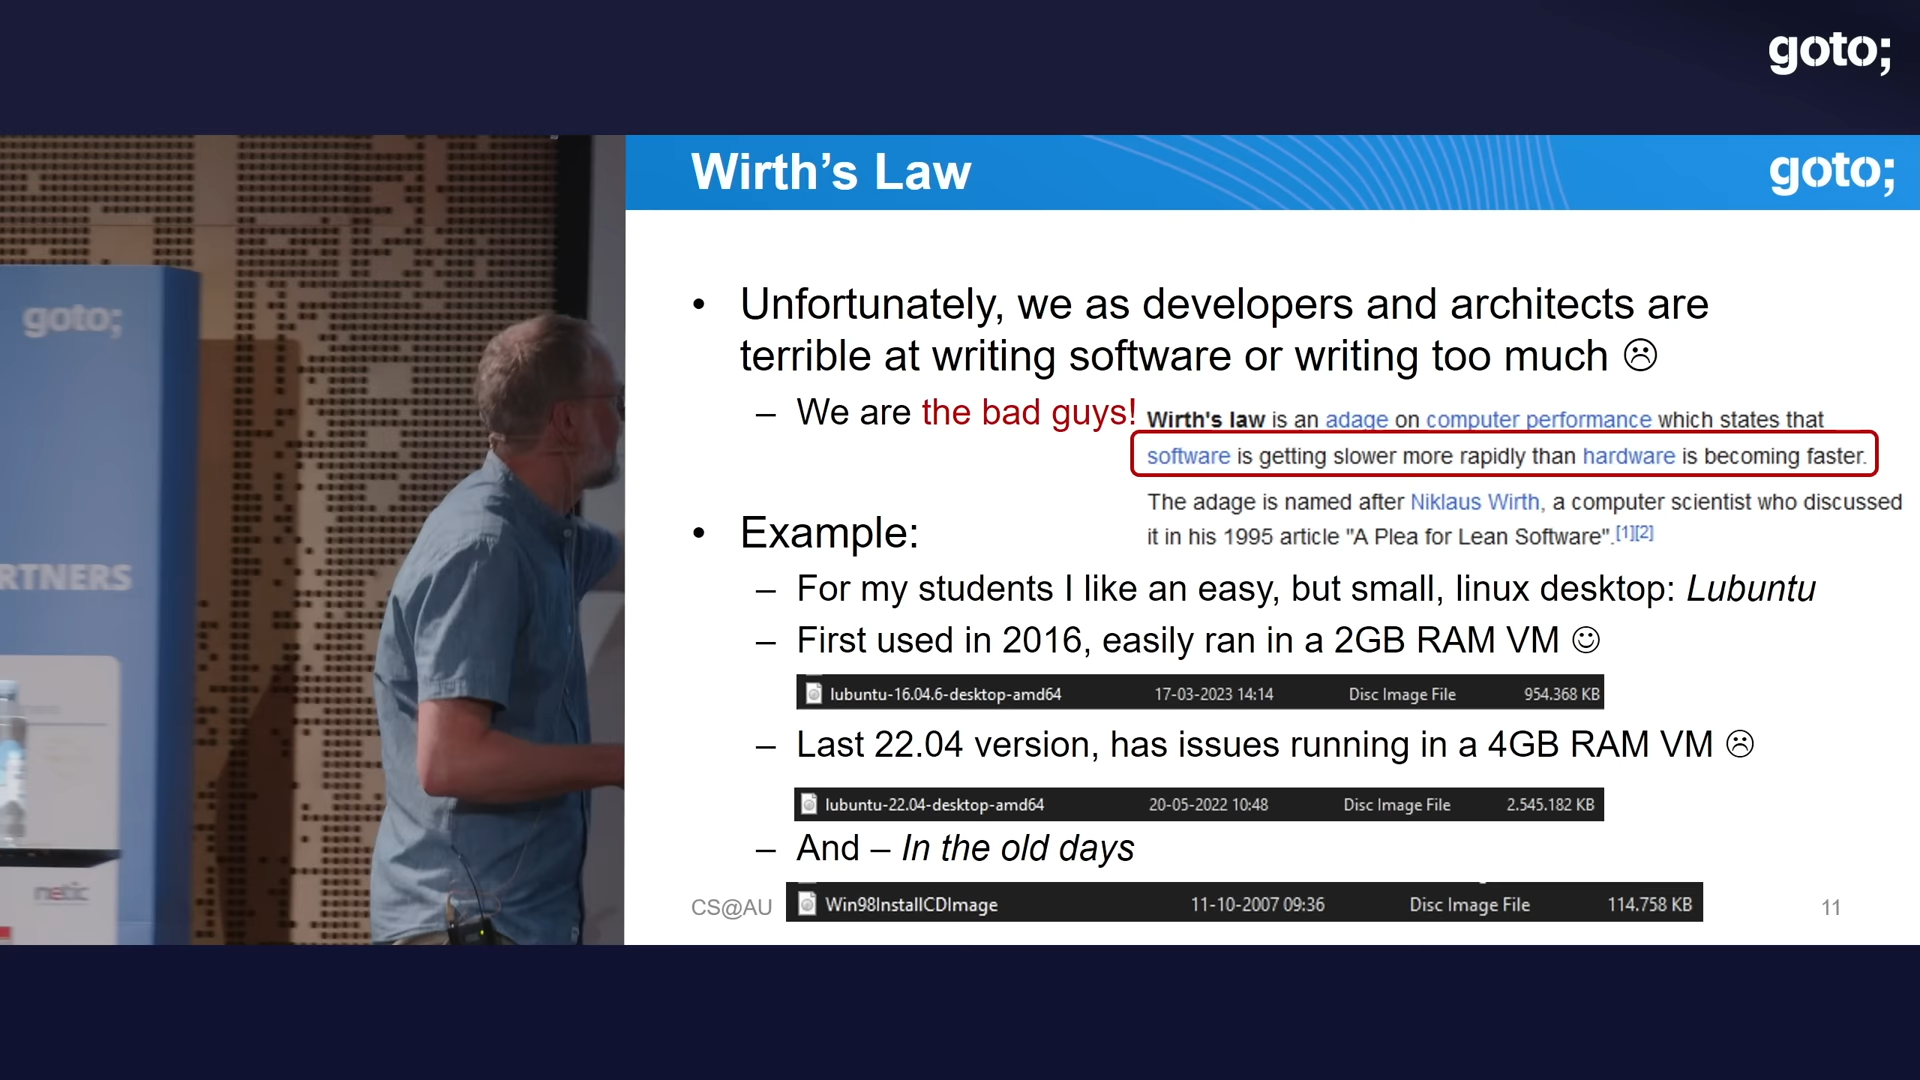 goto;
goto;
RTNERS
netic
Wirth’s Law
goto;
• Unfortunately, we as developers and architects are
terrible at writing software or writing too much ☹
– We are the bad guys!
Wirth's law is an adage on computer performance which states that
software is getting slower more rapidly than hardware is becoming faster.
The adage is named after Niklaus Wirth, a computer scientist who discussed
it in his 1995 article "A Plea for Lean Software".[1][2]
• Example:
– For my students I like an easy, but small, linux desktop: Lubuntu
– First used in 2016, easily ran in a 2GB RAM VM ☺
lubuntu-16.04.6-desktop-amd64 17-03-2023 14:14 Disc Image File 954.368 KB
– Last 22.04 version, has issues running in a 4GB RAM VM ☹
lubuntu-22.04-desktop-amd64 20-05-2022 10:48 Disc Image File 2.545.182 KB
– And – In the old days
Win98InstallCDImage 11-10-2007 09:36 Disc Image File 114.758 KB
CS@AU
11